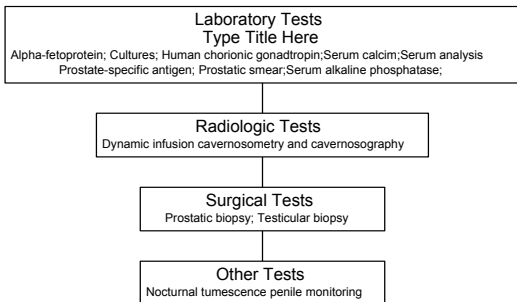 Laboratory Tests
Type Title Here
Alpha-fetoprotein; Cultures; Human chorionic gonadtropin;Serum calcim;Serum analysis
Prostate-specific antigen; Prostatic smear;Serum alkaline phosphatase;
Radiologic Tests
Dynamic infusion cavernosometry and cavernosography
Surgical Tests
Prostatic biopsy; Testicular biopsy
Other Tests
Nocturnal tumescence penile monitoring